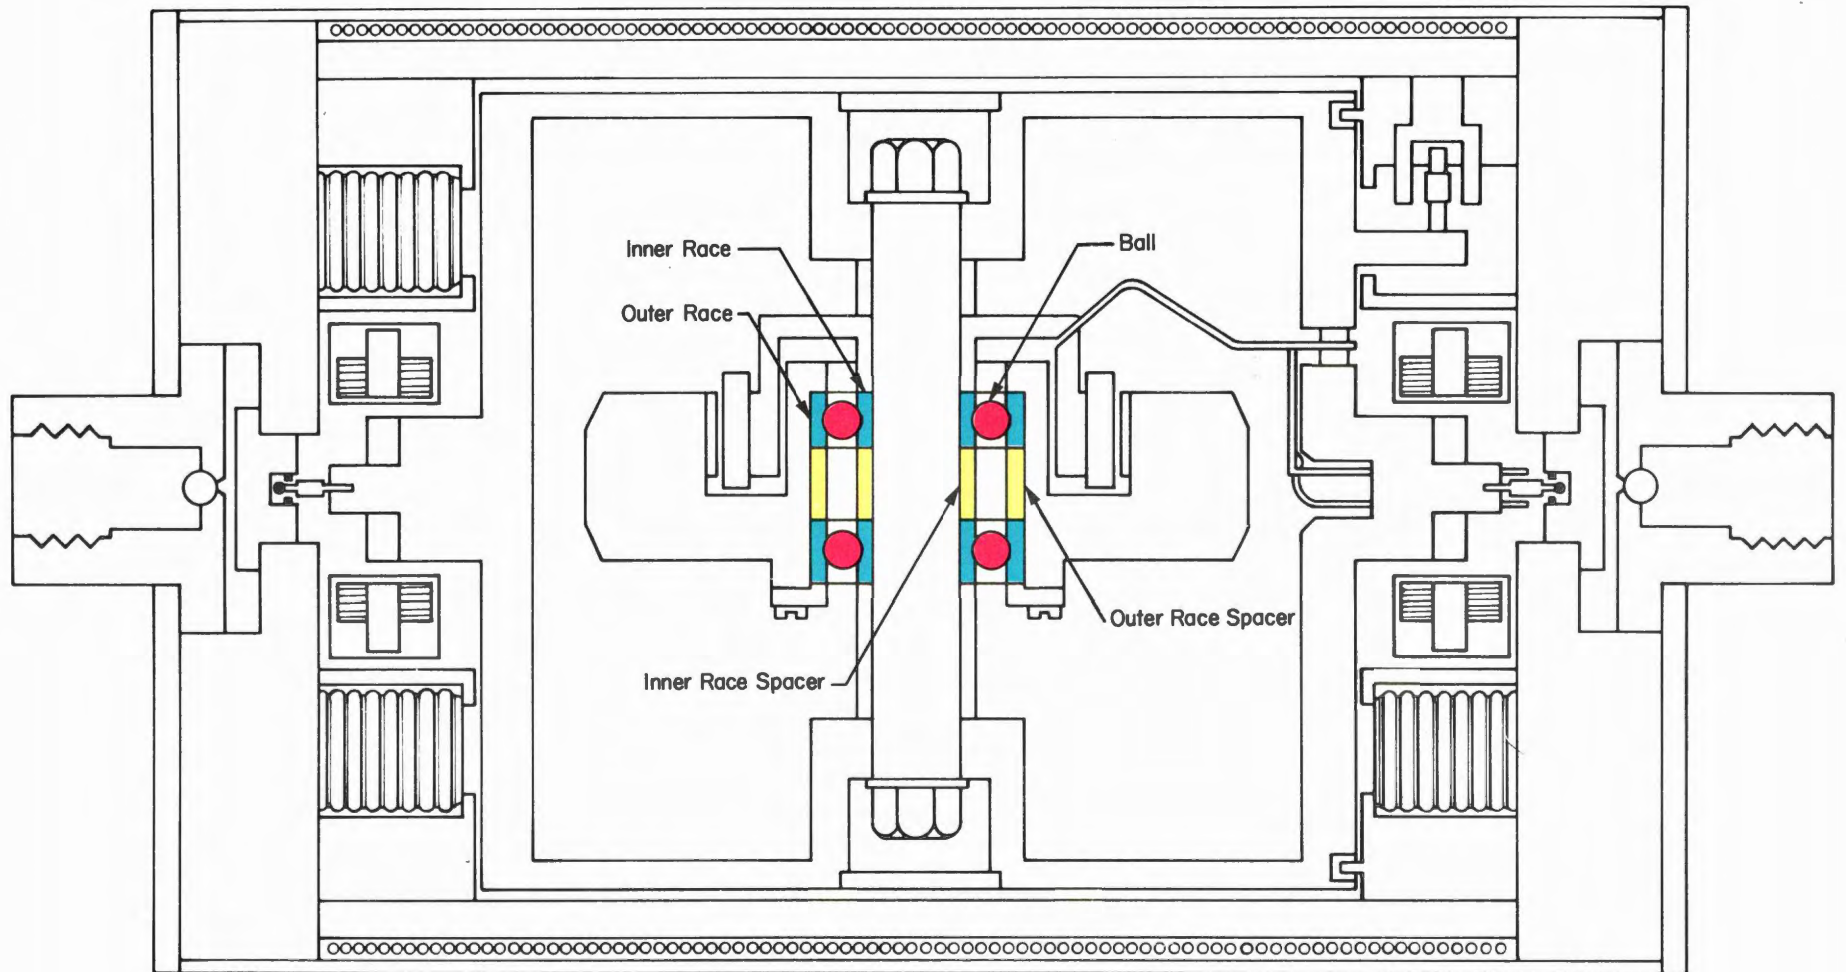 Inner Race
Ball
Outer Race
Outer Race Spacer
Inner Race Spacer